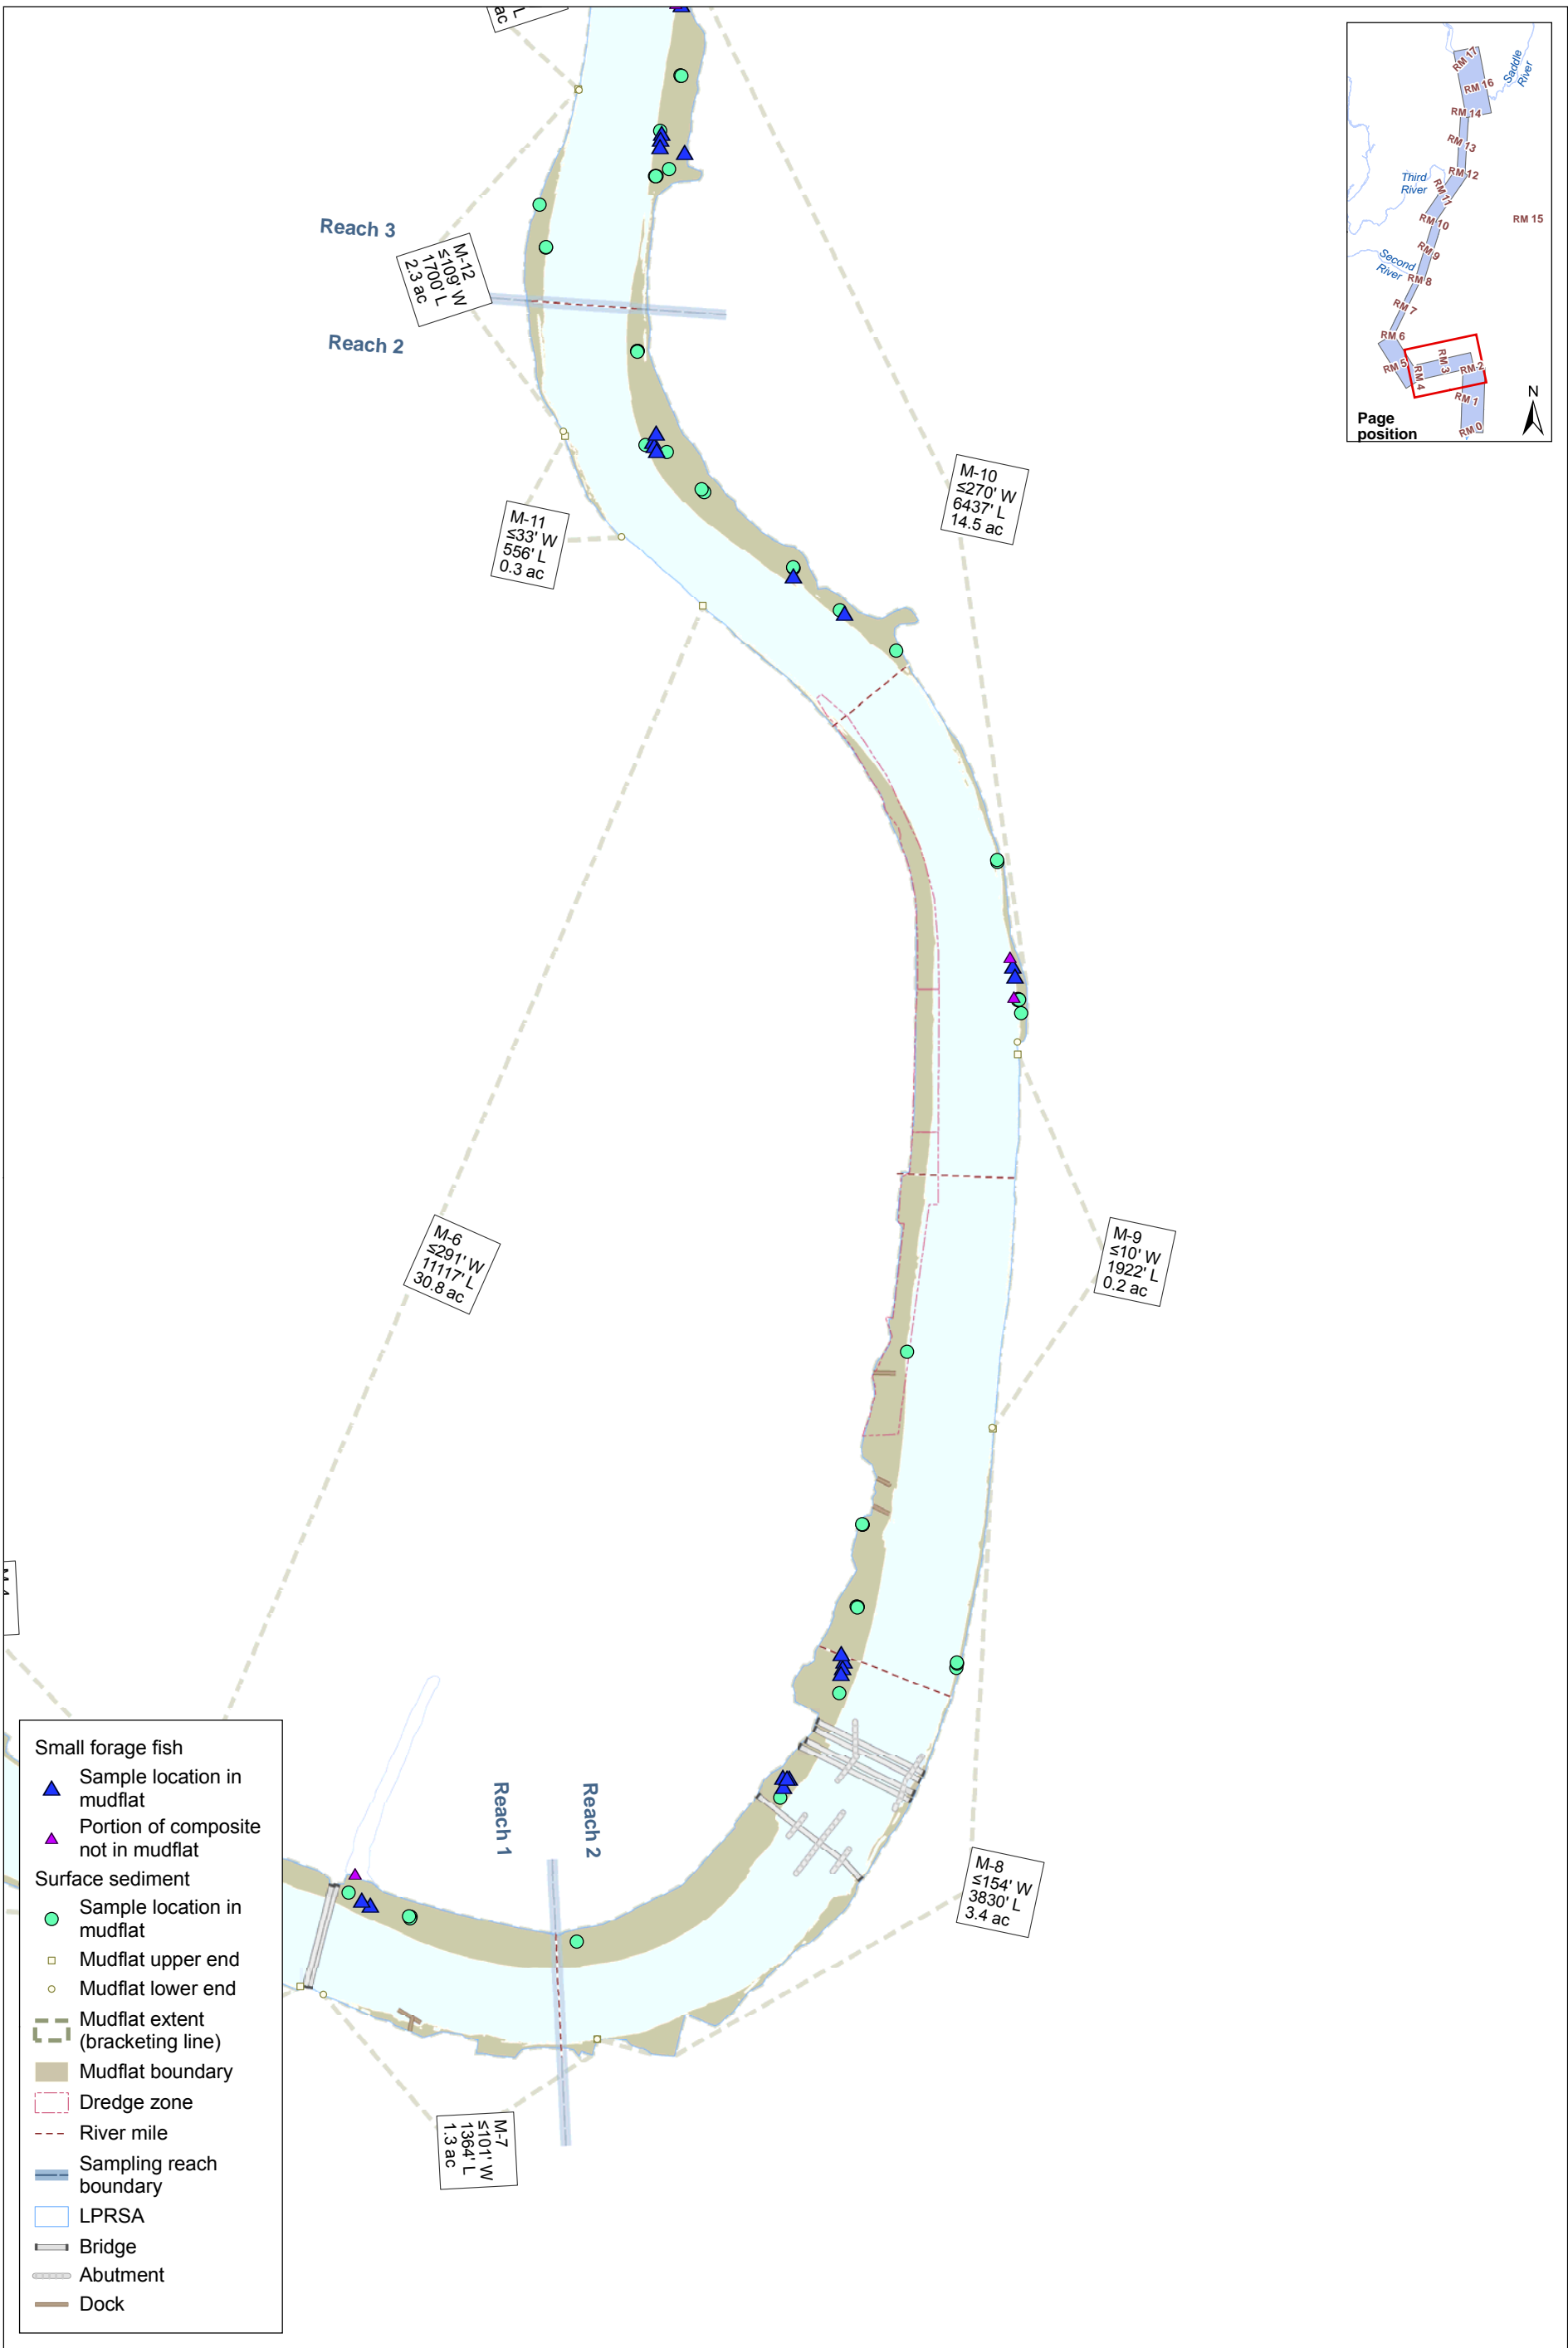 L
ac
RM 17
Saddle
River
RM 16
RM 14
RM 13
RM 12
Third
River
RM 11
RM 10
RM 15
RM 9
Second
River
RM 8
RM 7
RM 6
RM 5
RM 4
RM 3
RM 2
RM 1
RM 0
Page
position
N
Reach 3
M-12
≤109' W
1700' L
2.3 ac
Reach 2
M-10
≤270' W
6437' L
14.5 ac
M-11
≤33' W
556' L
0.3 ac
M-6
≤291' W
11117' L
30.8 ac
M-9
≤10' W
1922' L
0.2 ac
Reach 1
Reach 2
M-8
≤154' W
3830' L
3.4 ac
M-7
≤101' W
1364' L
1.3 ac
Small forage fish
Sample location in
mudflat
Portion of composite
not in mudflat
Surface sediment
Sample location in
mudflat
Mudflat upper end
Mudflat lower end
Mudflat extent
(bracketing line)
Mudflat boundary
Dredge zone
River mile
Sampling reach
boundary
LPRSA
Bridge
Abutment
Dock